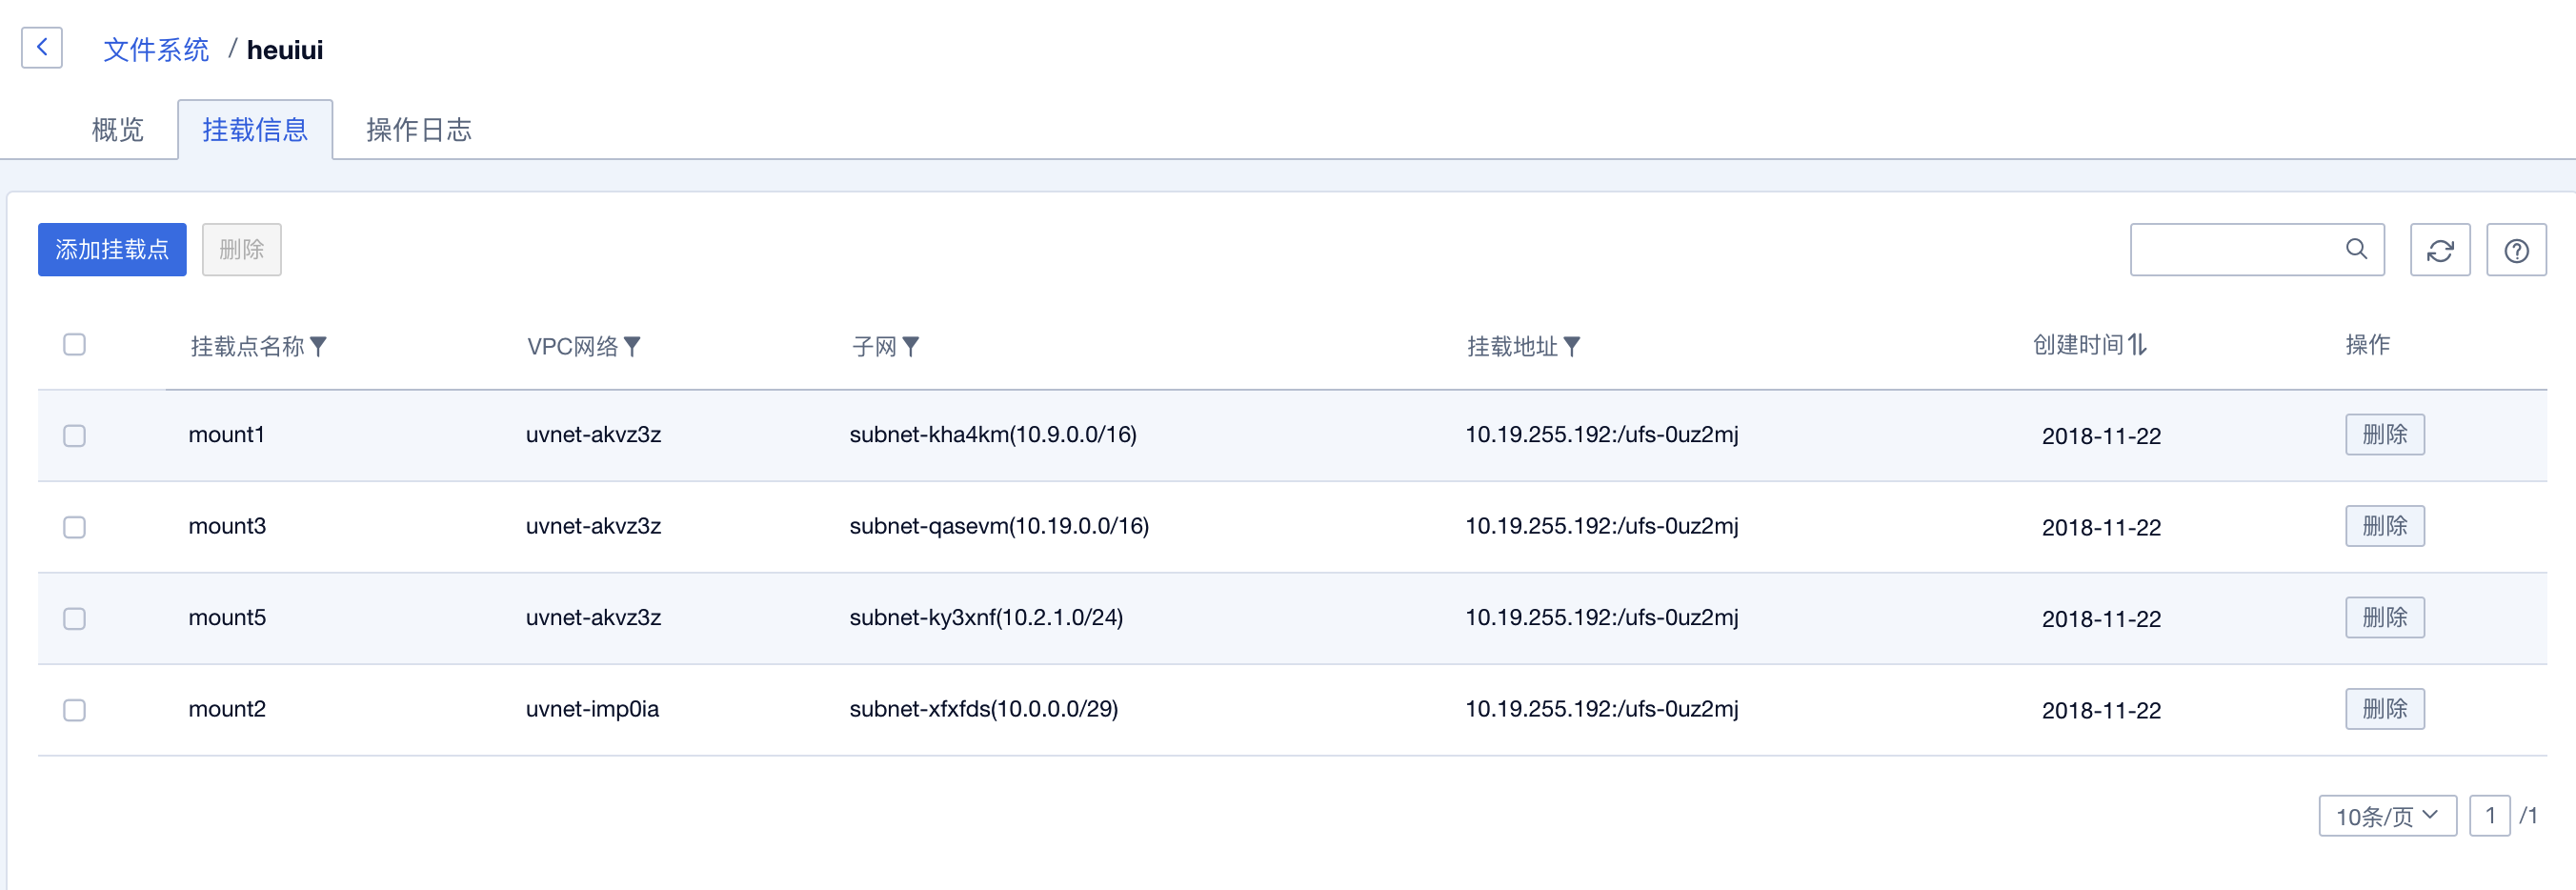 文件系统 / heuiui
概览 挂载信息 操作日志
添加挂载点 删除
挂载点名称 VPC网络 子网 挂载地址 创建时间 操作
mount1 uvnet-akvz3z subnet-kha4km(10.9.0.0/16) 10.19.255.192:/ufs-0uz2mj 2018-11-22 删除
mount3 uvnet-akvz3z subnet-qasevm(10.19.0.0/16) 10.19.255.192:/ufs-0uz2mj 2018-11-22 删除
mount5 uvnet-akvz3z subnet-ky3xnf(10.2.1.0/24) 10.19.255.192:/ufs-0uz2mj 2018-11-22 删除
mount2 uvnet-imp0ia subnet-xfxfds(10.0.0.0/29) 10.19.255.192:/ufs-0uz2mj 2018-11-22 删除
10条/页 1 /1